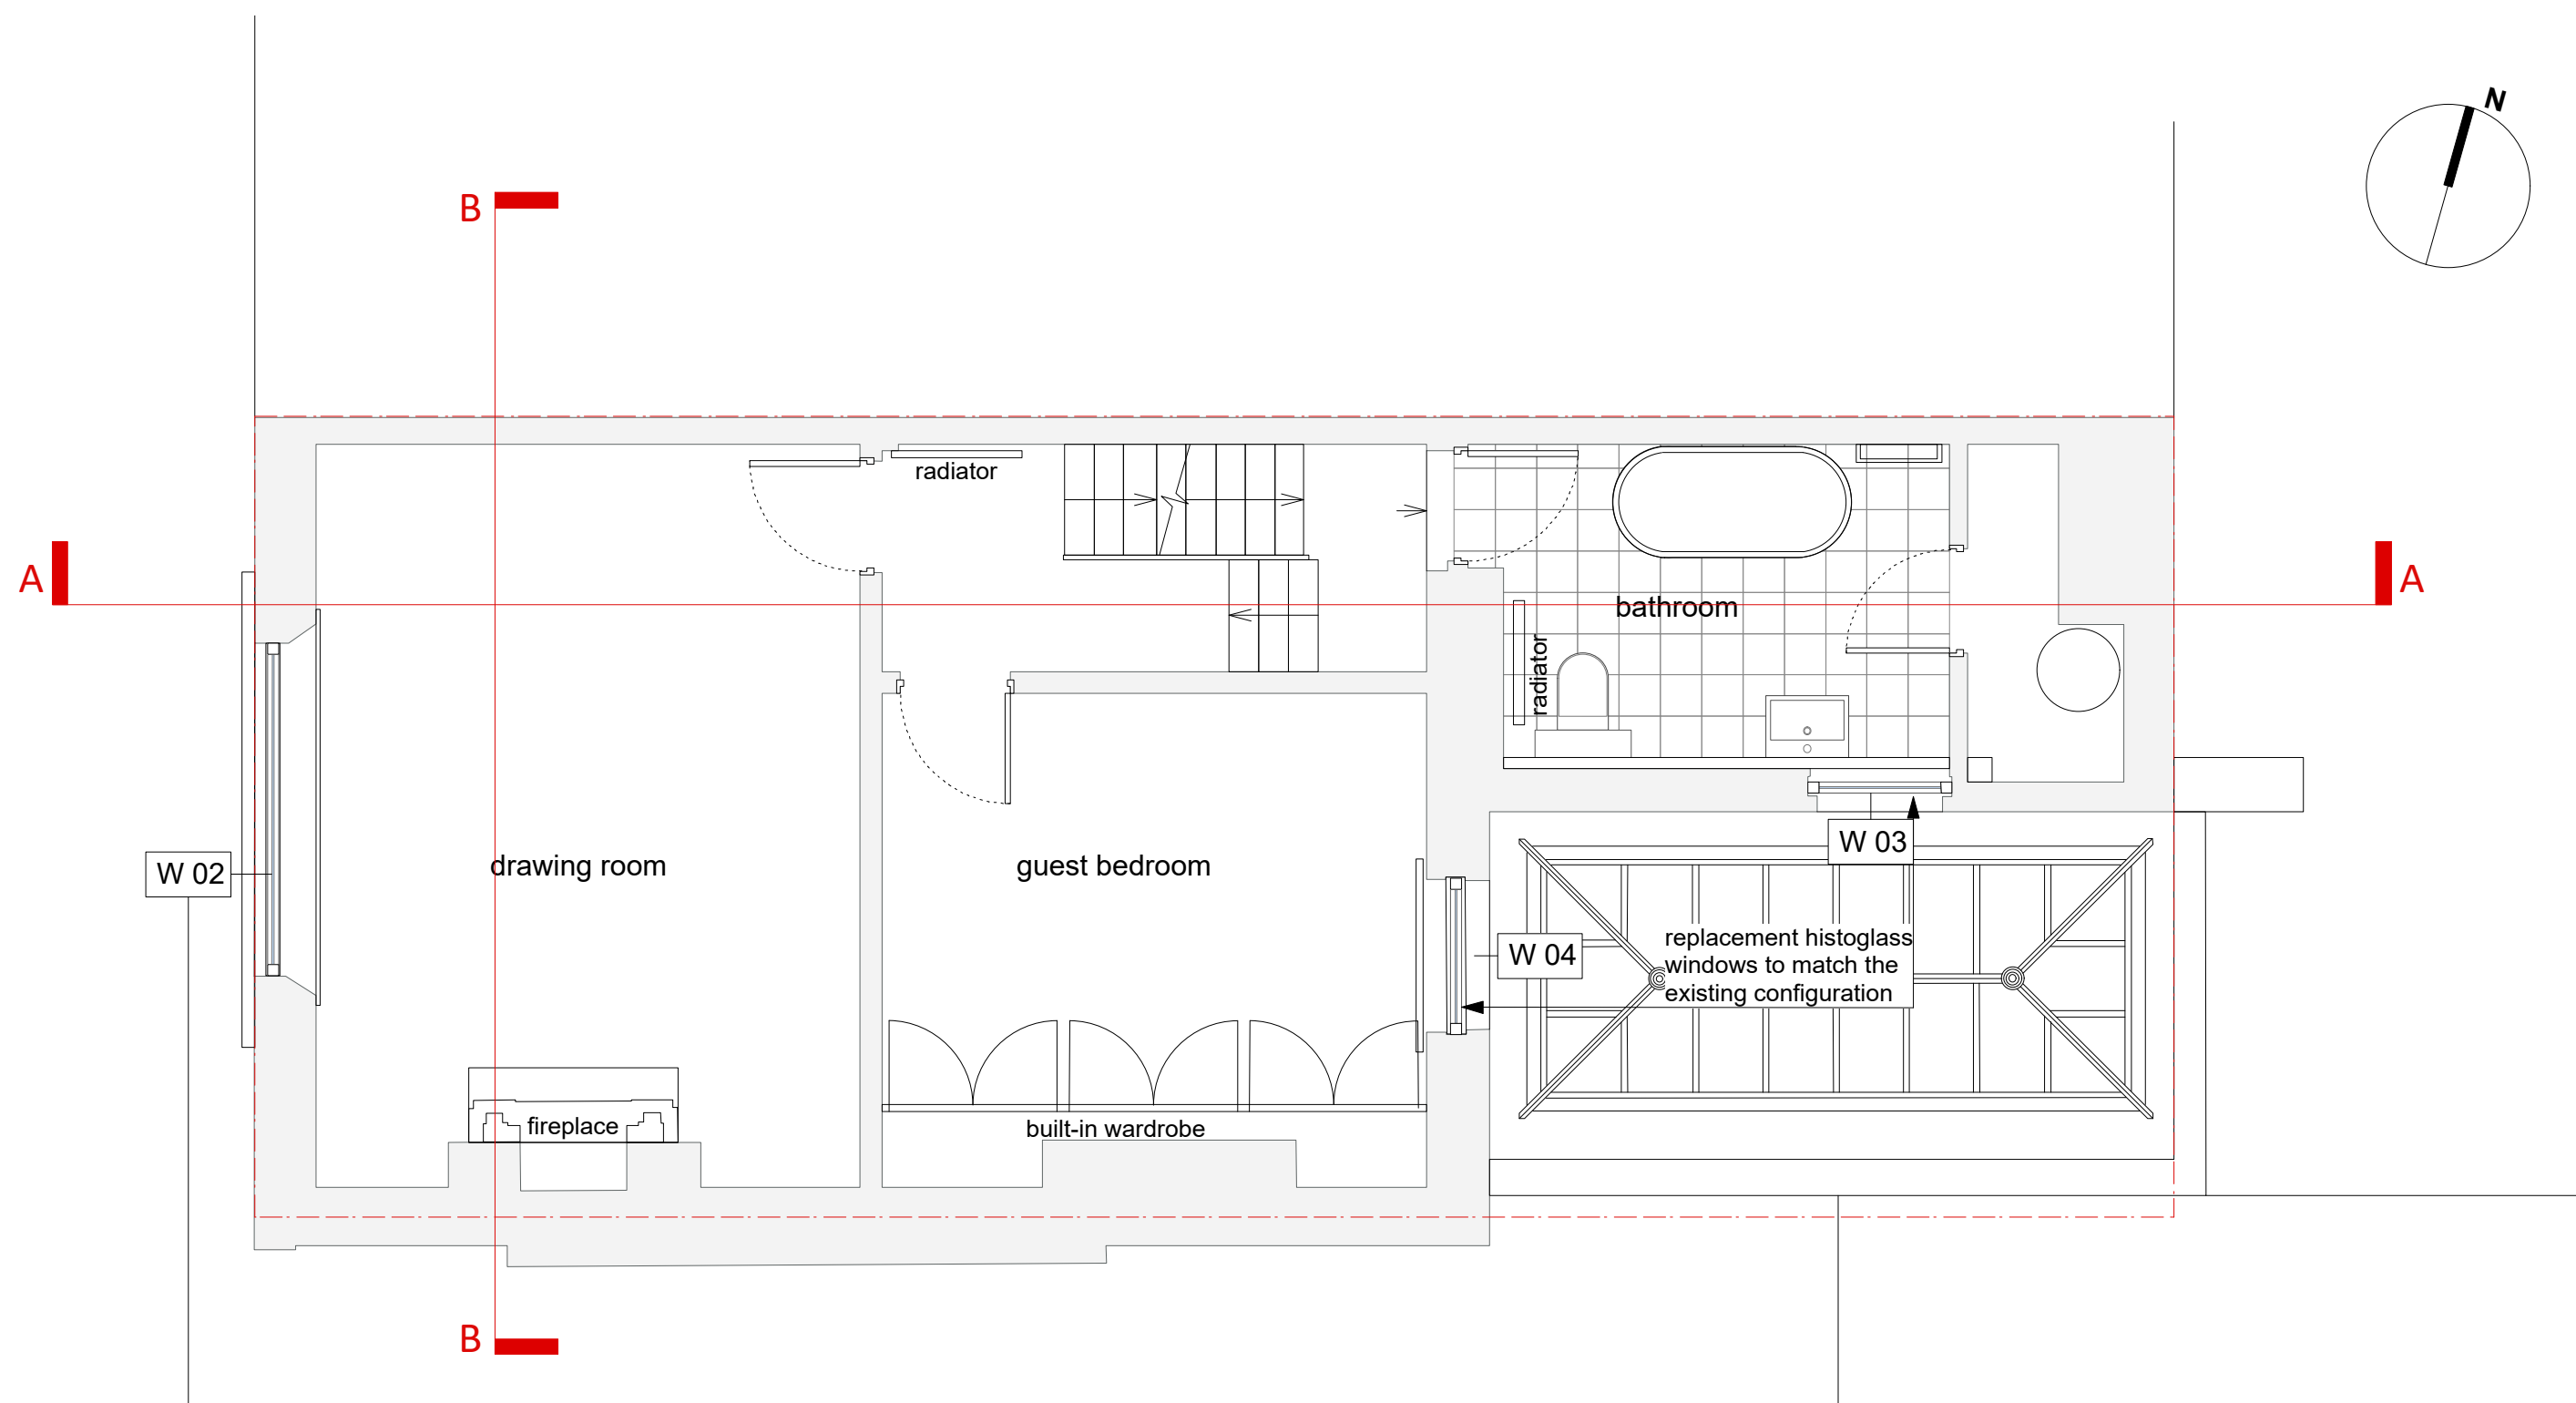 N
B
radiator
A
A
bathroom
radiator
W 03
drawing room
guest bedroom
W 02
replacement histoglass
windows to match the
existing configuration
W 04
fireplace
built-in wardrobe
B